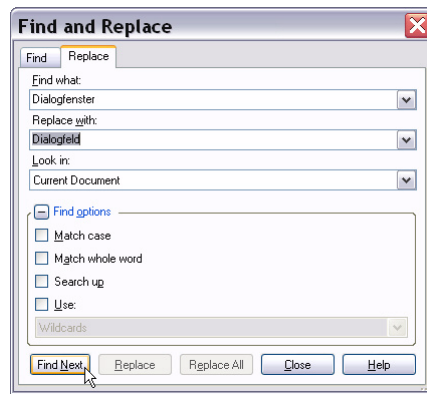 Find and Replace
Find Replace
Find what:
Dialogfenster
Replace with:
Dialogfeld
Look in:
Current Document
Find options
Match case
Match whole word
Search up
Use:
Wildcards
Find Next Replace Replace All Close Help